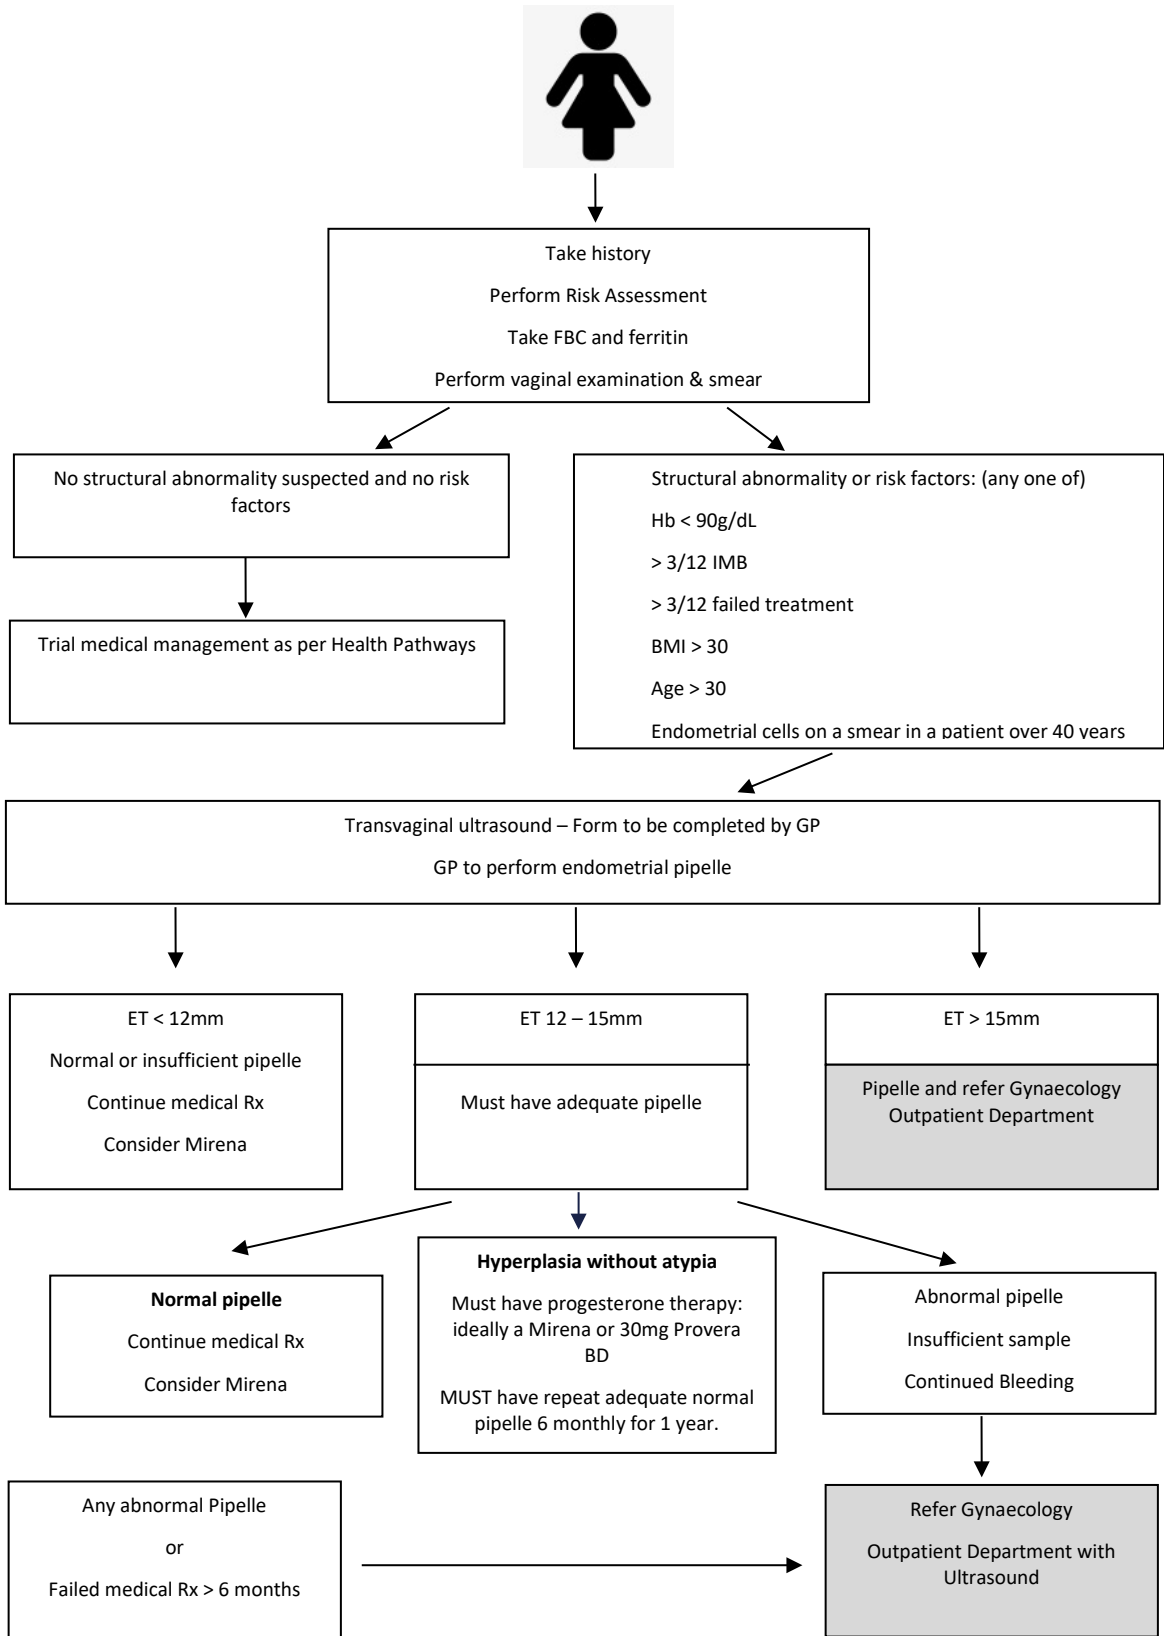 Take history
Perform Risk Assessment
Take FBC and ferritin
Perform vaginal examination & smear
No structural abnormality suspected and no risk
factors
Trial medical management as per Health Pathways
Structural abnormality or risk factors: (any one of)
Hb < 90g/dL
> 3/12 IMB
> 3/12 failed treatment
BMI > 30
Age > 30
Endometrial cells on a smear in a patient over 40 years
Transvaginal ultrasound – Form to be completed by GP
GP to perform endometrial pipelle
ET < 12mm
Normal or insufficient pipelle
Continue medical Rx
Consider Mirena
ET 12 – 15mm
Must have adequate pipelle
ET > 15mm
Pipelle and refer Gynaecology
Outpatient Department
Normal pipelle
Continue medical Rx
Consider Mirena
Hyperplasia without atypia
Must have progesterone therapy:
ideally a Mirena or 30mg Provera
BD
MUST have repeat adequate normal
pipelle 6 monthly for 1 year.
Abnormal pipelle
Insufficient sample
Continued Bleeding
Any abnormal Pipelle
or
Failed medical Rx > 6 months
Refer Gynaecology
Outpatient Department with
Ultrasound